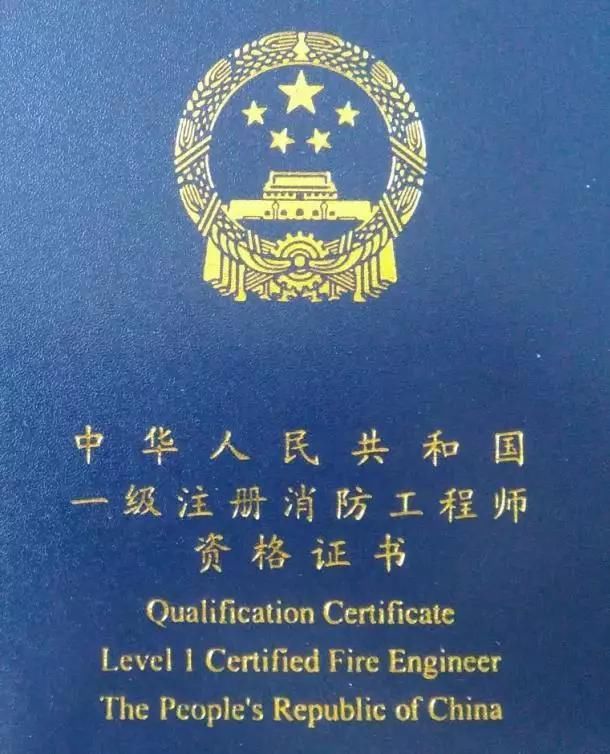 中华人民共和国
一级注册消防工程师
资格证书
Qualification Certificate
Level 1 Certified Fire Engineer
The People's Republic of China